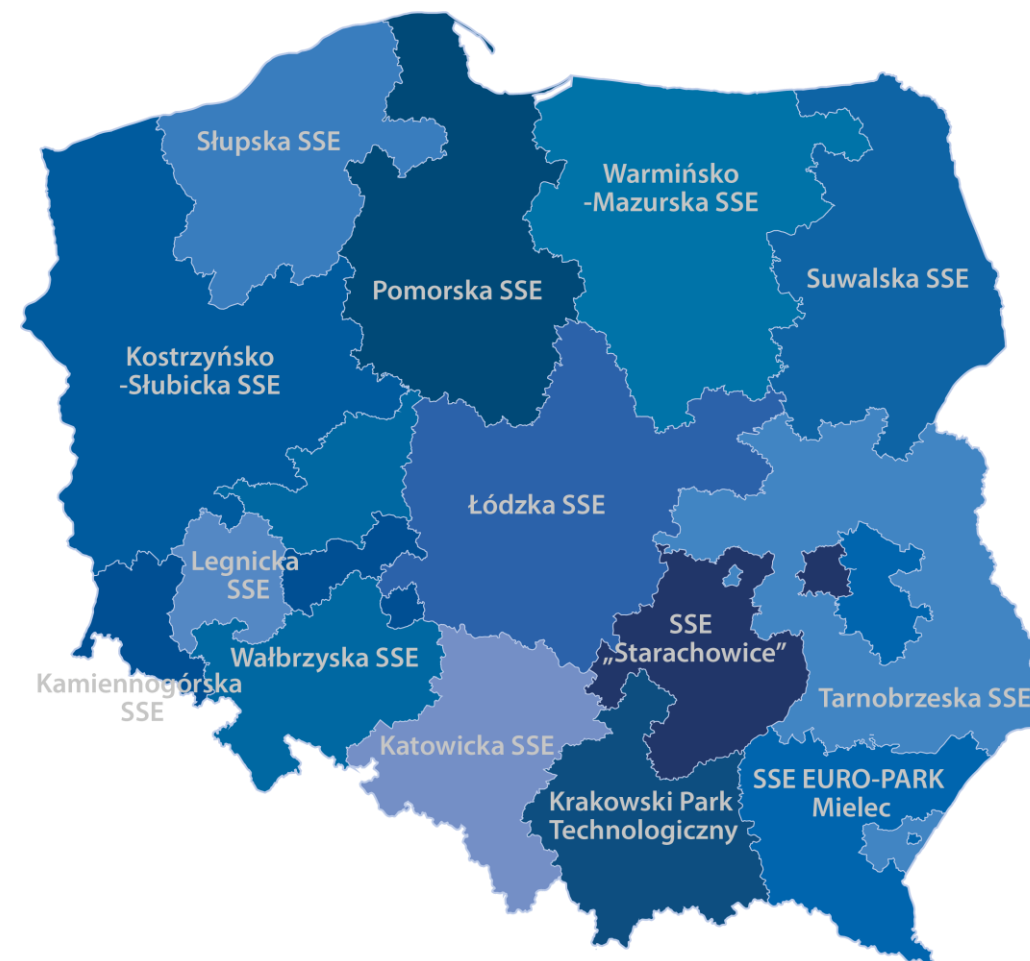 Słupska SSE
Warmińsko
-Mazurska SSE
Suwalska SSE
Pomorska SSE
Kostrzyńsko
-Słubicka SSE
Łódzka SSE
Legnicka
SSE
SSE
„Starachowice”
Wałbrzyska SSE
Kamiennogórska
SSE
Tarnobrzeska SSE
Katowicka SSE
SSE EURO-PARK
Mielec
Krakowski Park
Technologiczny